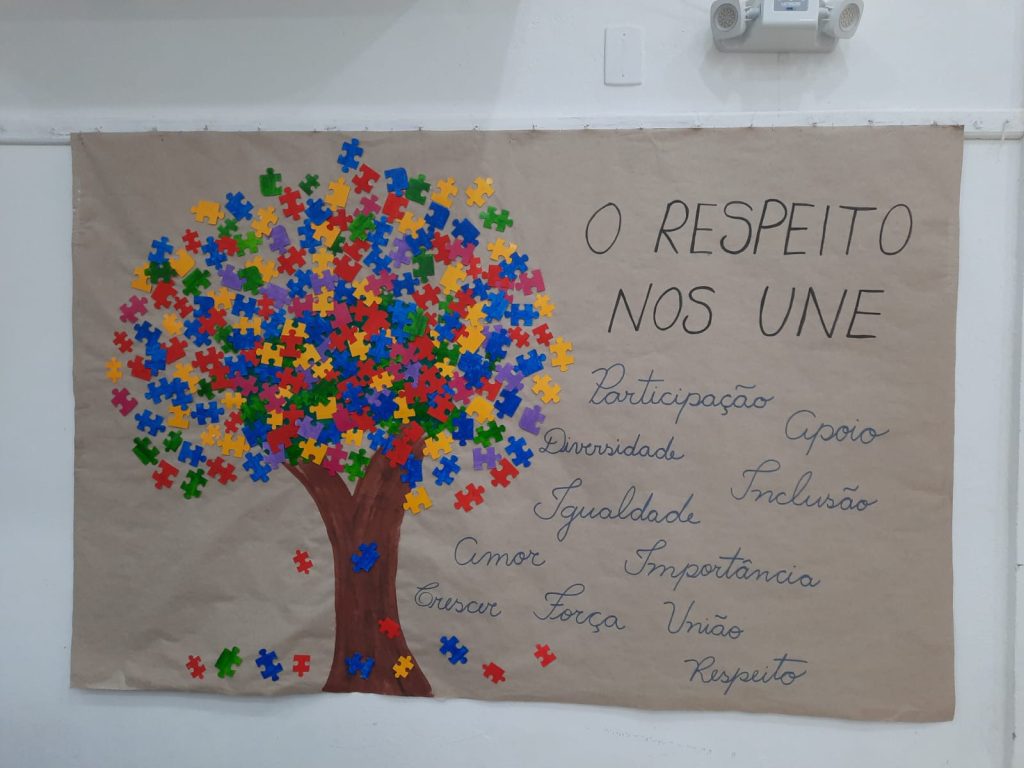 O RESPEITO
NOS UNE
Participação
Apoio
Diversidade
Inclusão
Igualdade
Amor
Importância
Crescer Força União
Respeito